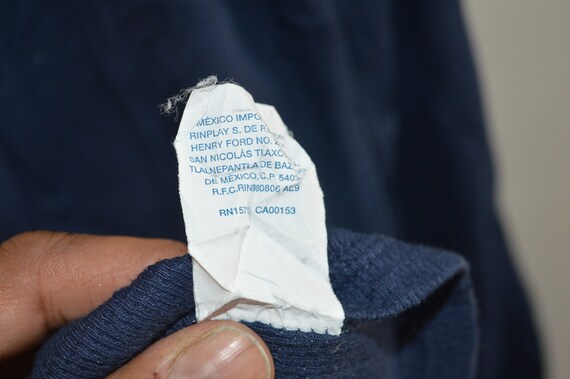 MÉXICO IMPO
RINPLAY S. DE R
HENRY FORD NO.
SAN NICOLÁS TLAXC
TLALNEPANTLA DE BAZ
DE MÉXICO, C.P. 540
R.F.C. RIN980806 AE9
RN1575 CA00153